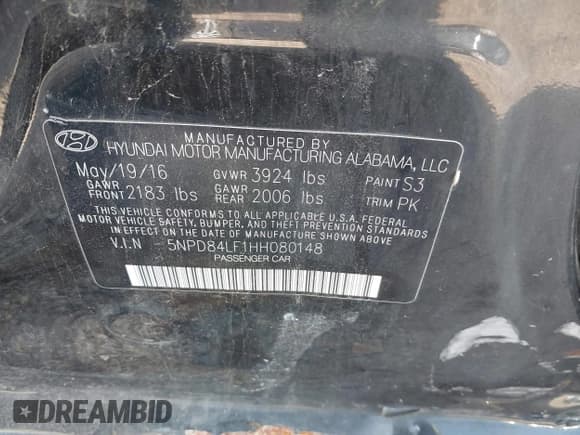 MANUFACTURED BY
HYUNDAI MOTOR MANUFACTURING ALABAMA, LLC
May/19/16 GVWR 3924 lbs PAINT S3
GAWR FRONT 2183 lbs GAWR REAR 2006 lbs TRIM PK
THIS VEHICLE CONFORMS TO ALL APPLICABLE U.S.A. FEDERAL
MOTOR VEHICLE SAFETY, BUMPER, AND THEFT PREVENTION STANDARDS
IN EFFECT ON THE DATE OF MANUFACTURE SHOWN ABOVE.
V.I.N 5NPD84LF1HH080148
PASSENGER CAR
DREAMBID